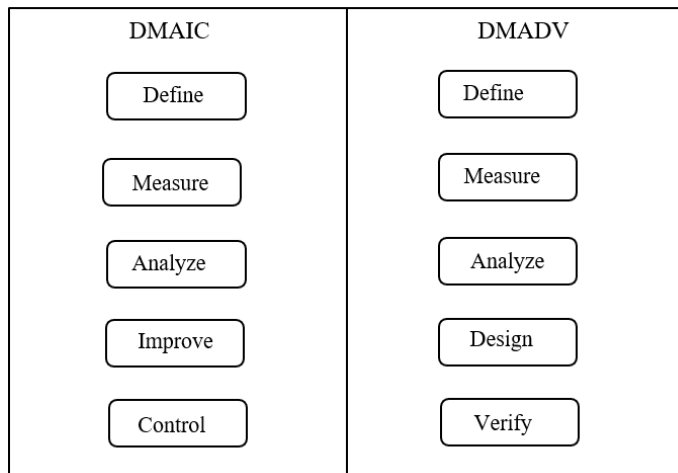 DMAIC
Define
Measure
Analyze
Improve
Control
DMADV
Define
Measure
Analyze
Design
Verify